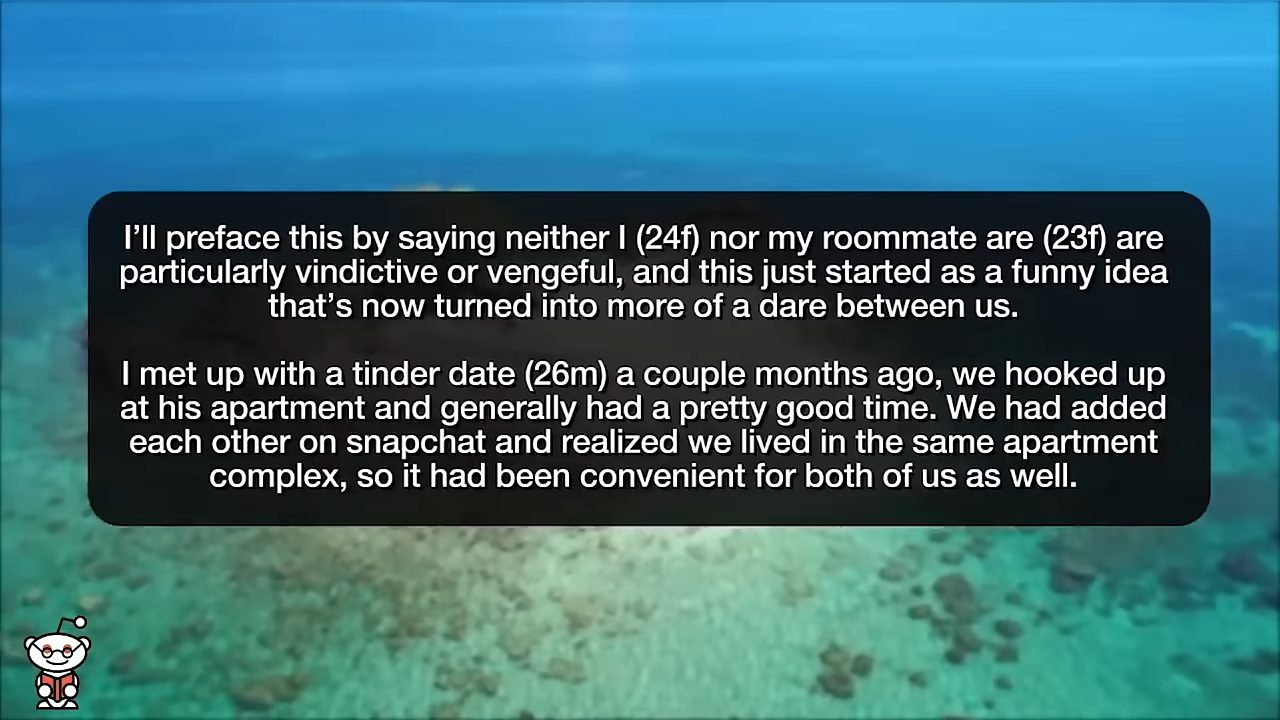 I’ll preface this by saying neither I (24f) nor my roommate are (23f) are
particularly vindictive or vengeful, and this just started as a funny idea
that’s now turned into more of a dare between us.
I met up with a tinder date (26m) a couple months ago, we hooked up
at his apartment and generally had a pretty good time. We had added
each other on snapchat and realized we lived in the same apartment
complex, so it had been convenient for both of us as well.